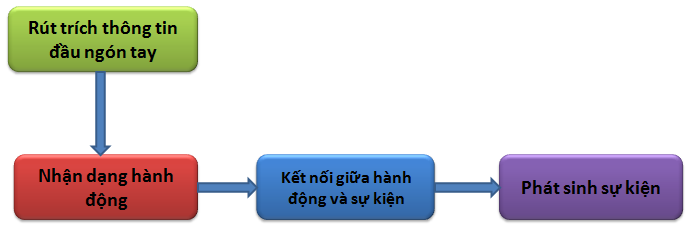 Rút trích thông tin
đầu ngón tay
Nhận dạng hành
động
Kết nối giữa hành
động và sự kiện
Phát sinh sự kiện